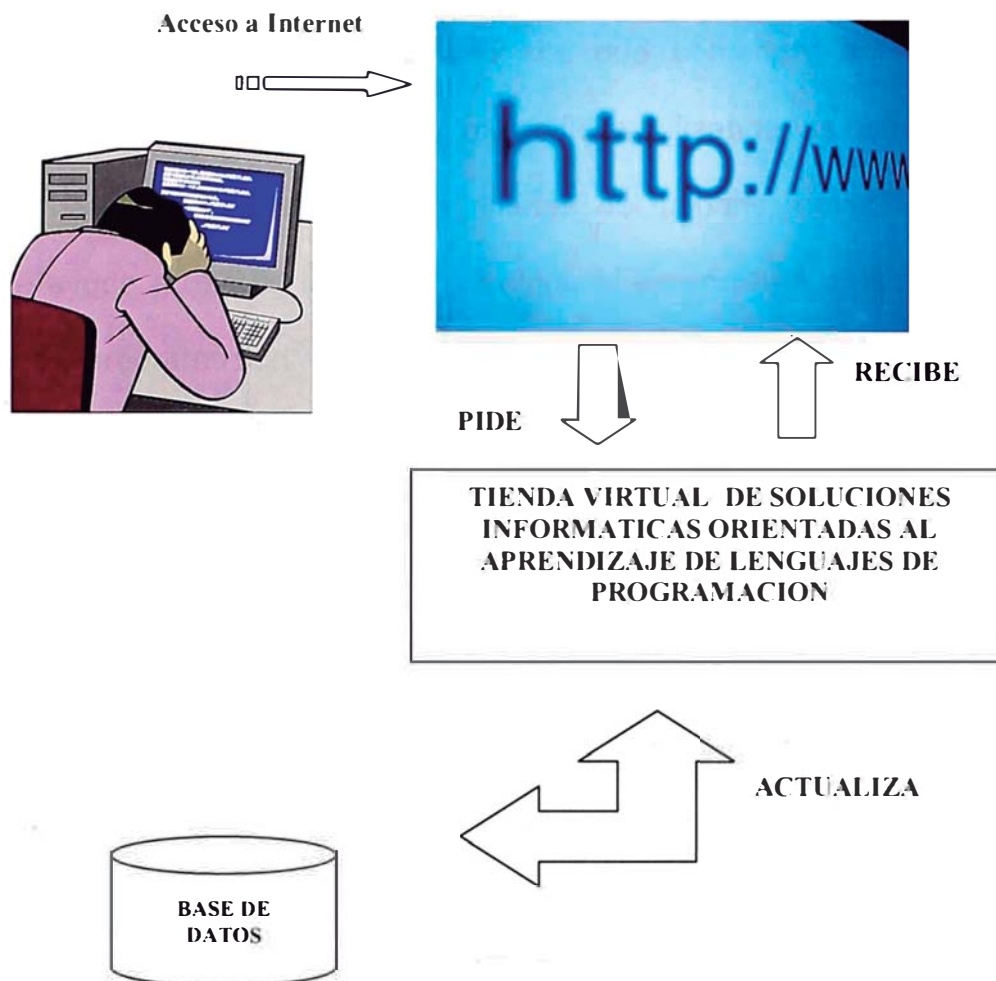 Acceso a Internet
http://www
RECIBE
PIDE
TIENDA VIRTUAL DE SOLUCIONES
INFORMATICAS ORIENTADAS AL
APRENDIZAJE DE LENGUAJES DE
PROGRAMACION
ACTUALIZA
BASE DE
DATOS